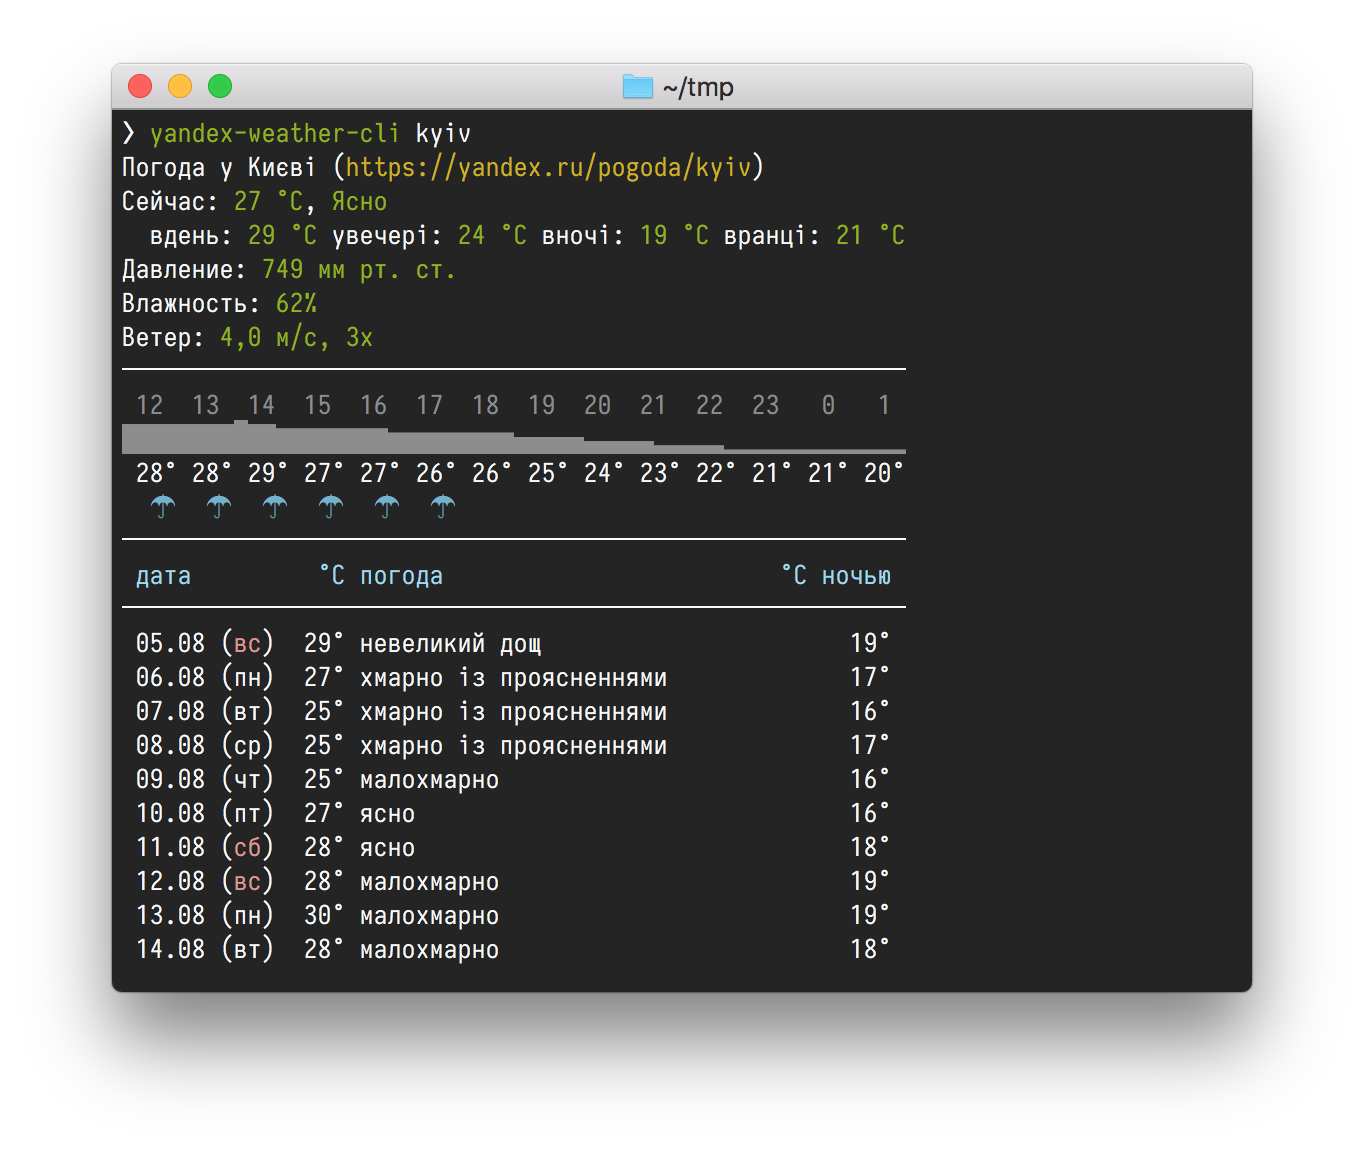 ~/tmp
❯ yandex-weather-cli kyiv
Погода у Києві (https://yandex.ru/pogoda/kyiv)
Сейчас: 27 °C, Ясно
вдень: 29 °C увечері: 24 °C вночі: 19 °C вранці: 21 °C
Давление: 749 мм рт. ст.
Влажность: 62%
Ветер: 4,0 м/с, Зх
12 13 14 15 16 17 18 19 20 21 22 23 0 1
28° 28° 29° 27° 27° 26° 26° 25° 24° 23° 22° 21° 21° 20°
☂ ☂ ☂ ☂ ☂ ☂
дата °C погода °C ночью
05.08 (вс) 29° невеликий дощ 19°
06.08 (пн) 27° хмарно із проясненнями 17°
07.08 (вт) 25° хмарно із проясненнями 16°
08.08 (ср) 25° хмарно із проясненнями 17°
09.08 (чт) 25° малохмарно 16°
10.08 (пт) 27° ясно 16°
11.08 (сб) 28° ясно 18°
12.08 (вс) 28° малохмарно 19°
13.08 (пн) 30° малохмарно 19°
14.08 (вт) 28° малохмарно 18°